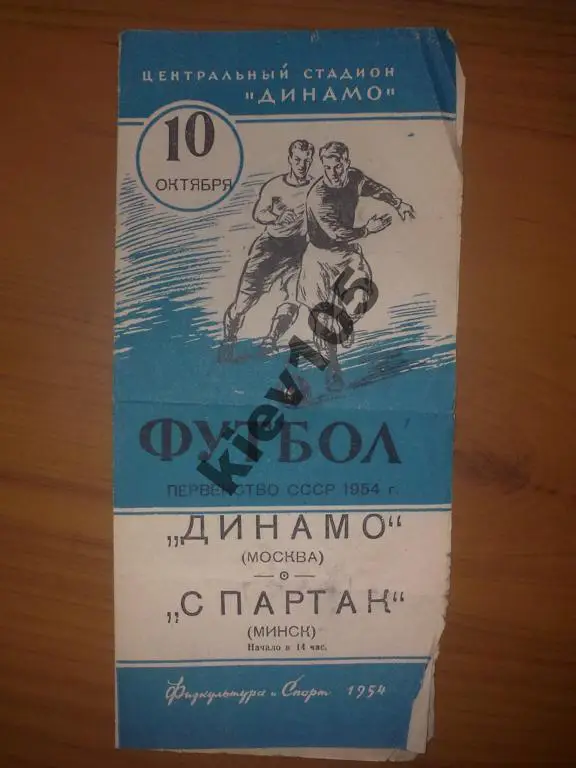 ЦЕНТРАЛЬНЫЙ СТАДИОН
"ДИНАМО"
10
ОКТЯБРЯ
kiev105
ФУТБОЛ
ПЕРВЕНСТВО СССР 1954 г.
„ДИНАМО"
(МОСКВА)
— о —
„СПАРТАК"
(МИНСК)
Начало в 14 час.
Физкультура и Спорт 1954